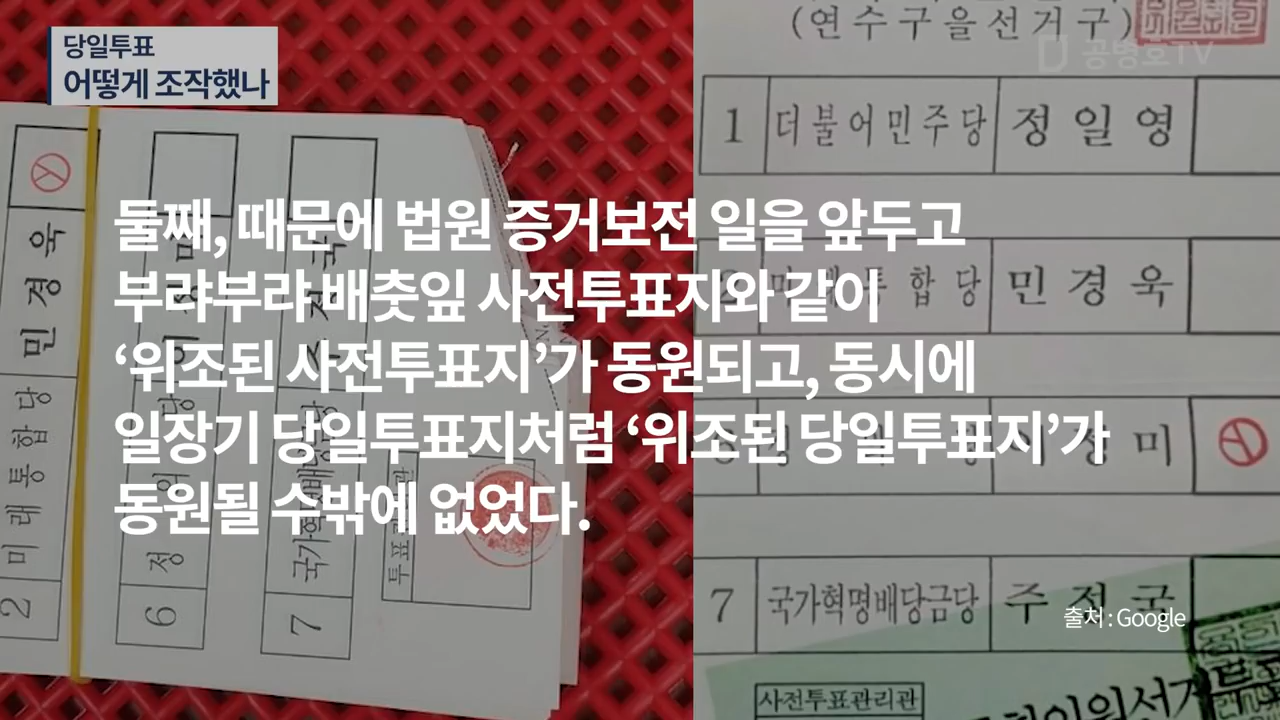 당일투표
어떻게 조작했나
(연수구을선거구)
공병호TV
1 더불어민주당 정일영
민경욱
2 미래통합당
6 정
7 국가혁명배당금당
둘째, 때문에 법원 증거보전 일을 앞두고
부랴부랴 배춧잎 사전투표지와 같이
‘위조된 사전투표지’가 동원되고, 동시에
일장기 당일투표지처럼 ‘위조된 당일투표지’가
동원될 수밖에 없었다.
통합당 민경욱
미
7 국가혁명배당금당 주정국
출처 : Google
사전투표관리관